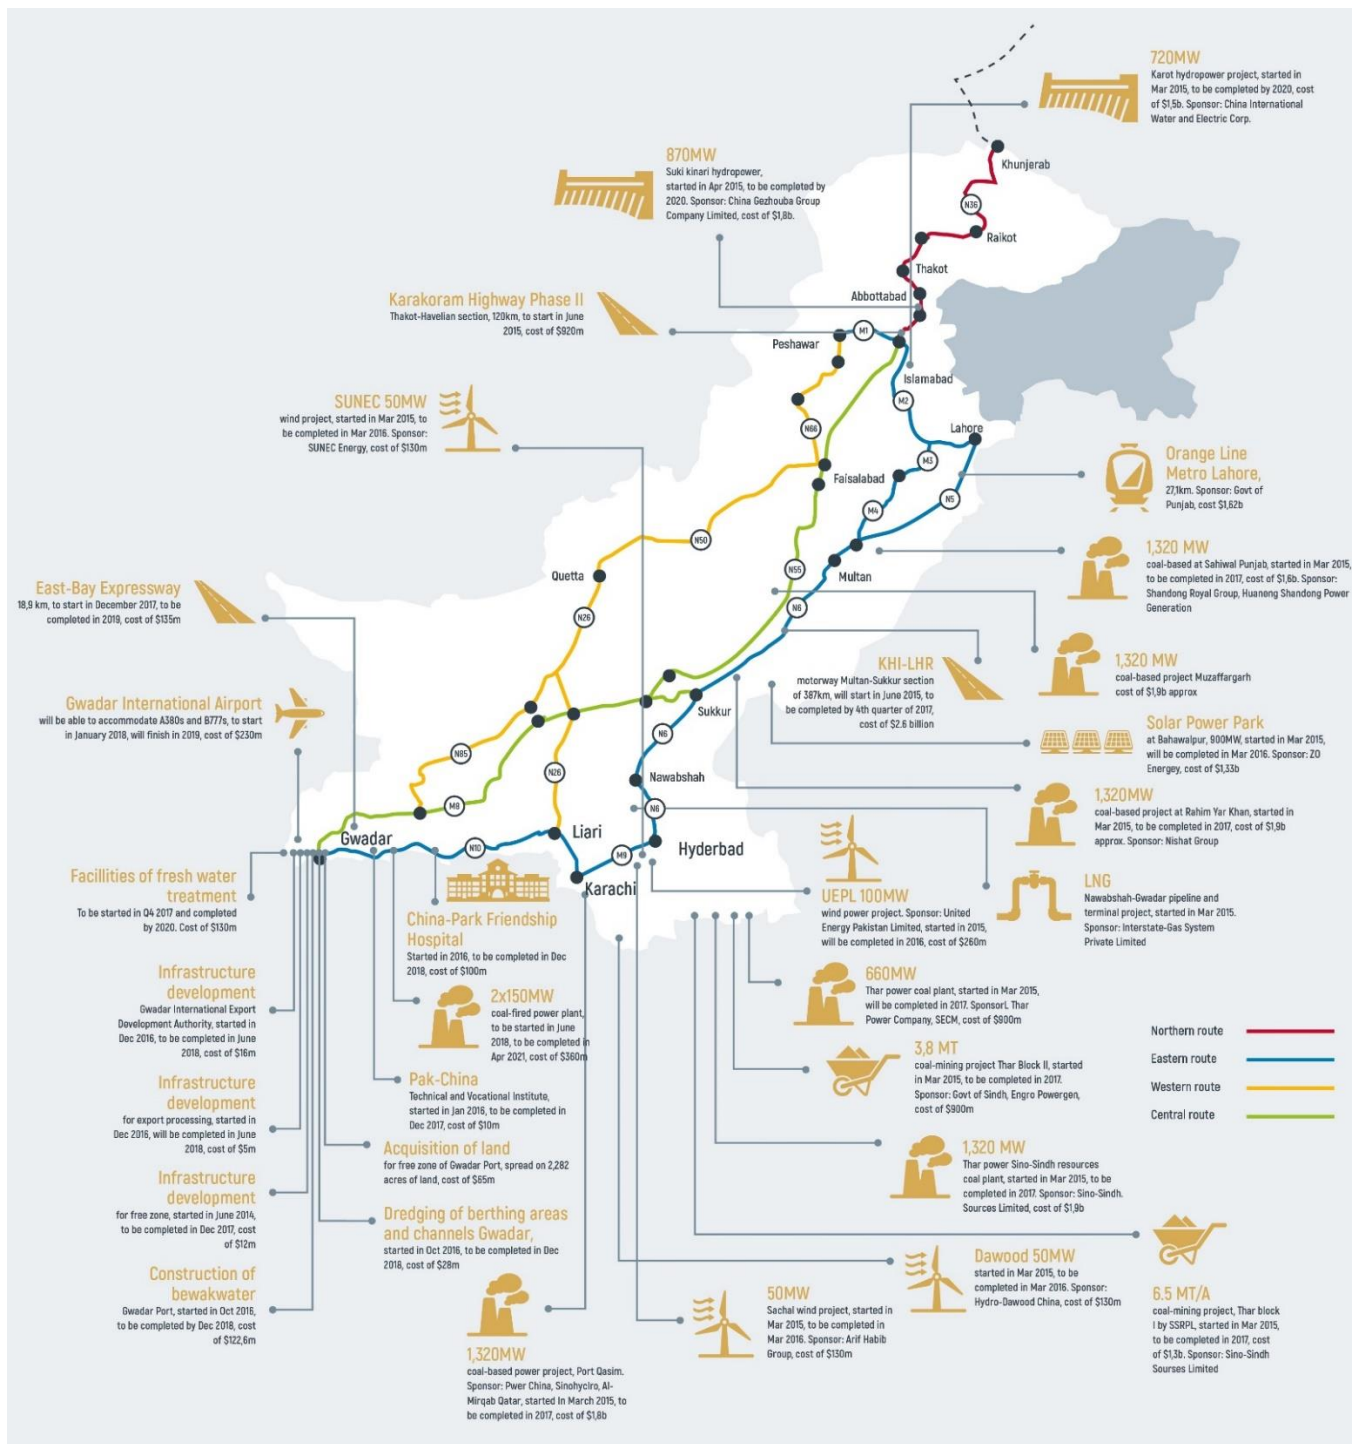 720MW
Karot hydropower project, started in
Mar 2015, to be completed by 2020, cost
of $1,5b. Sponsor: China International
Water and Electric Corp.
870MW
Suki kinari hydropower,
started in Apr 2015, to be completed by
2020. Sponsor: China Gezhouba Group
Company Limited, cost of $1,8b.
Khunjerab
N36
Raikot
Thakot
Abbottabad
Karakoram Highway Phase II
Thakot-Havelian section, 120km, to start in June
2015, cost of $920m
Peshawar
M1
Islamabad
M2
SUNEC 50MW
wind project, started in Mar 2015, to
be completed in Mar 2016. Sponsor:
SUNEC Energy, cost of $130m
N66
Lahore
M3
Faisalabad
N5
M4
Orange Line
Metro Lahore,
27,1km. Sponsor: Govt of
Punjab, cost $1,62b
N50
Multan
1,320 MW
coal-based at Sahiwal Punjab, started in Mar 2015,
to be completed in 2017, cost of $1,6b. Sponsor:
Shandong Royal Group, Huaneng Shandong Power
Generation
Quetta
N55
N6
N26
East-Bay Expressway
18,9 km, to start in December 2017, to be
completed in 2019, cost of $135m
KHI-LHR
motorway Multan-Sukkur section
of 387km, will start in June 2015, to
be completed by 4th quarter of 2017,
cost of $2.6 billion
1,320 MW
coal-based project Muzaffargarh
cost of $1,9b approx
Gwadar International Airport
will be able to accommodate A380s and B777s, to start
in January 2018, will finish in 2019, cost of $230m
Sukkur
Solar Power Park
at Bahawalpur, 900MW, started in Mar 2015,
will be completed in Mar 2016. Sponsor: ZO
Energey, cost of $1,33b
N6
N85
N26
Nawabshah
M8
N6
1,320MW
coal-based project at Rahim Yar Khan, started in
Mar 2015, to be completed in 2017, cost of $1,9b
approx. Sponsor: Nishat Group
Gwadar
N10
Liari
M9
Hyderbad
Karachi
Facillities of fresh water
treatment
To be started in Q4 2017 and completed
by 2020. Cost of $130m
China-Park Friendship
Hospital
Started in 2016, to be completed in Dec
2018, cost of $100m
UEPL 100MW
wind power project. Sponsor: United
Energy Pakistan Limited, started in 2015,
will be completed in 2016, cost of $260m
LNG
Nawabshah-Gwadar pipeline and
terminal project, started in Mar 2015.
Sponsor: Interstate-Gas System
Private Limited
Infrastructure
development
Gwadar International Export
Development Authority, started in
Dec 2016, to be completed in June
2018, cost of $16m
2x150MW
coal-fired power plant,
to be started in June
2018, to be completed in
Apr 2021, cost of $360m
660MW
Thar power coal plant, started in Mar 2015,
will be completed in 2017. SponsorL Thar
Power Company, SECM, cost of $900m
Northern route
Eastern route
Western route
Central route
Infrastructure
development
for export processing, started in
Dec 2016, will be completed in June
2018, cost of $5m
Pak-China
Technical and Vocational Institute,
started in Jan 2016, to be completed in
Dec 2017, cost of $10m
3,8 MT
coal-mining project Thar Block II, started
in Mar 2015, to be completed in 2017.
Sponsor: Govt of Sindh, Engro Powergen,
cost of $900m
Acquisition of land
for free zone of Gwadar Port, spread on 2,282
acres of land, cost of $65m
1,320 MW
Thar power Sino-Sindh resources
coal plant, started in Mar 2015, to be
completed in 2017. Sponsor: Sino-Sindh.
Sources Limited, cost of $1,9b
Infrastructure
development
for free zone, started in June 2014,
to be completed in Dec 2017, cost
of $12m
Dredging of berthing areas
and channels Gwadar,
started in Oct 2016, to be completed in Dec
2018, cost of $28m
Construction of
bewakwater
Gwadar Port, started in Oct 2016,
to be completed by Dec 2018, cost
of $122,6m
1,320MW
coal-based power project, Port Qasim.
Sponsor: Pwer China, Sinohyciro, Al-
Mirqab Qatar, started In March 2015, to
be completed in 2017, cost of $1,8b
50MW
Sachal wind project, started in
Mar 2015, to be completed in
Mar 2016. Sponsor: Arif Habib
Group, cost of $130m
Dawood 50MW
started in Mar 2015, to be
completed in Mar 2016. Sponsor:
Hydro-Dawood China, cost of $130m
6.5 MT/A
coal-mining project, Thar block
I by SSRPL, started in Mar 2015,
to be completed in 2017, cost
of $1,3b. Sponsor: Sino-Sindh
Sourses Limited